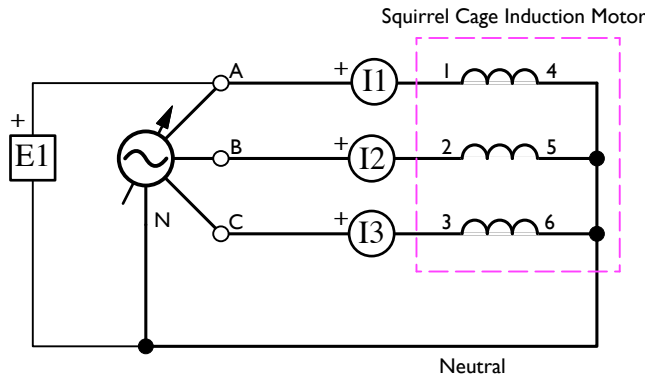 Squirrel Cage Induction Motor
A + I1 1 4
+
E1
B + I2 2 5
N
C + I3 3 6
Neutral